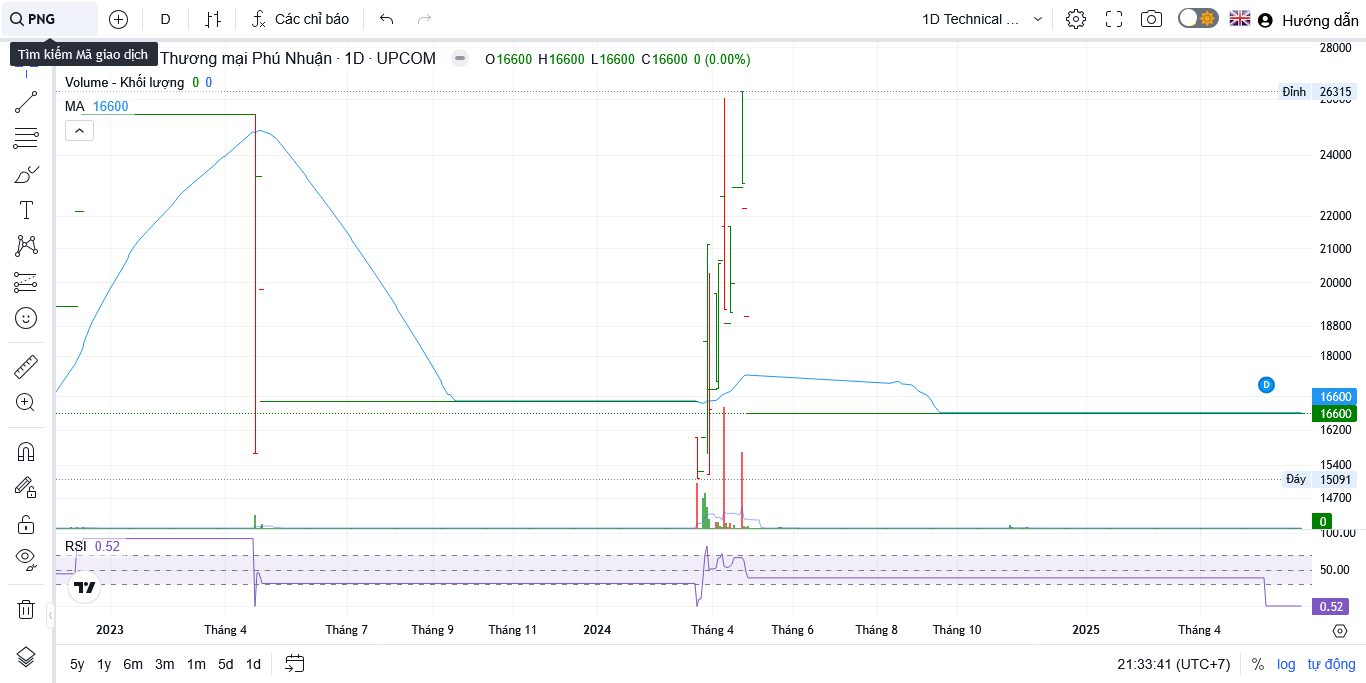 PNG
D
Các chỉ báo
1D Technical ...
Hướng dẫn
Tìm kiếm Mã giao dịch
Thương mại Phú Nhuận · 1D · UPCOM
O16600 H16600 L16600 C16600 0 (0.00%)
Volume - Khối lượng 0 0
MA 16600
28000
Đỉnh 26315
24000
22000
21000
20000
18800
18000
D
16600
16600
16200
15400
Đáy 15091
14700
0
100.00
RSI 0.52
50.00
0.52
2023
Tháng 4
Tháng 7
Tháng 9
Tháng 11
2024
Tháng 4
Tháng 6
Tháng 8
Tháng 10
2025
Tháng 4
5y 1y 6m 3m 1m 5d 1d
21:33:41 (UTC+7)
% log tự động